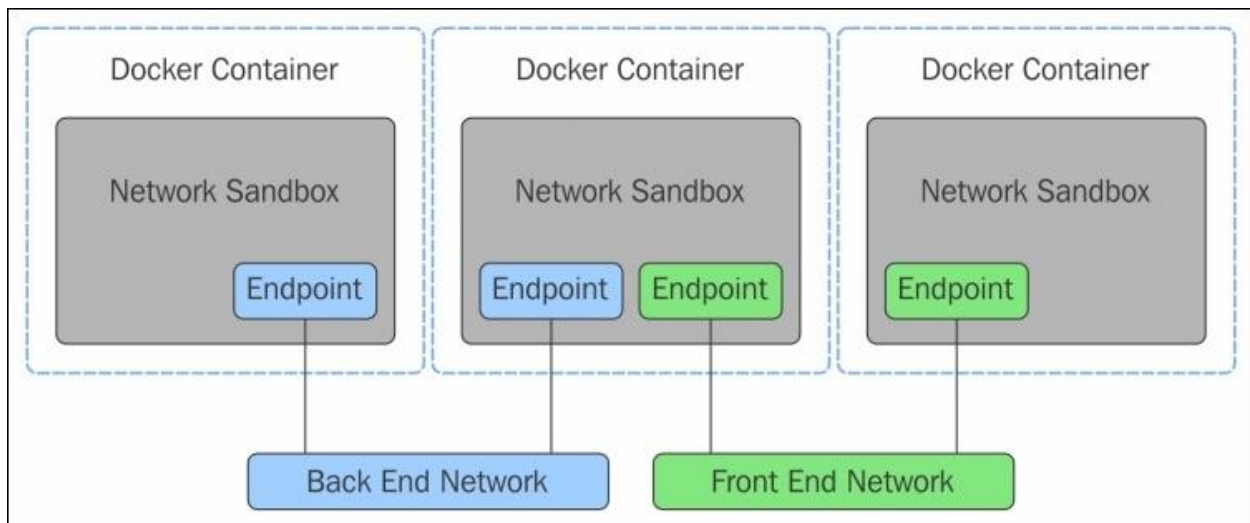 Docker Container
Docker Container
Docker Container
Network Sandbox
Network Sandbox
Network Sandbox
Endpoint
Endpoint
Endpoint
Endpoint
Back End Network
Front End Network